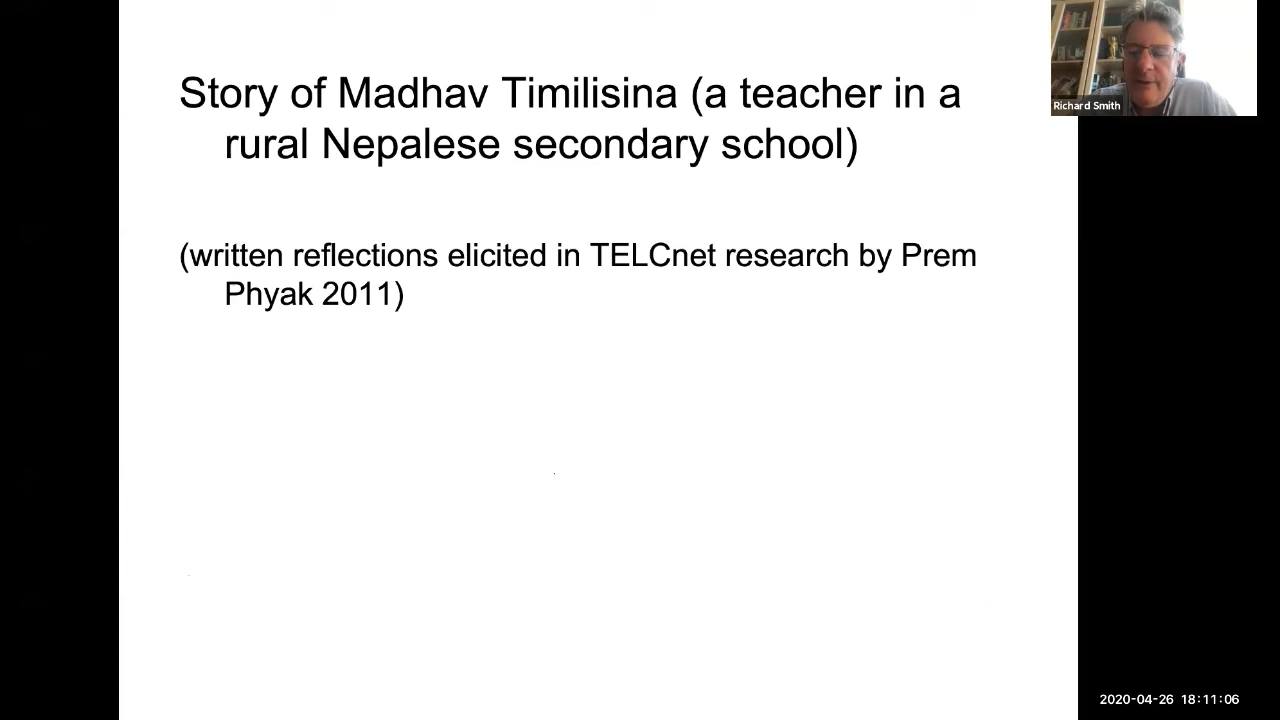 Story of Madhav Timilisina (a teacher in a
rural Nepalese secondary school)
(written reflections elicited in TELCnet research by Prem
Phyak 2011)
Richard Smith
2020-04-26 18:11:06